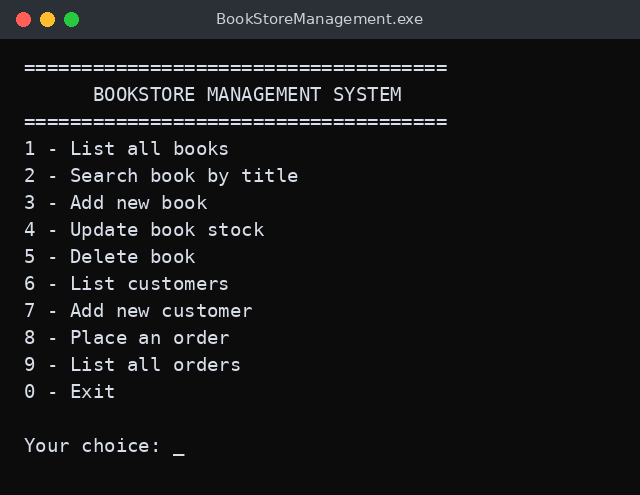 BookStoreManagement.exe
=====================================
BOOKSTORE MANAGEMENT SYSTEM
=====================================
1 - List all books
2 - Search book by title
3 - Add new book
4 - Update book stock
5 - Delete book
6 - List customers
7 - Add new customer
8 - Place an order
9 - List all orders
0 - Exit
Your choice: _